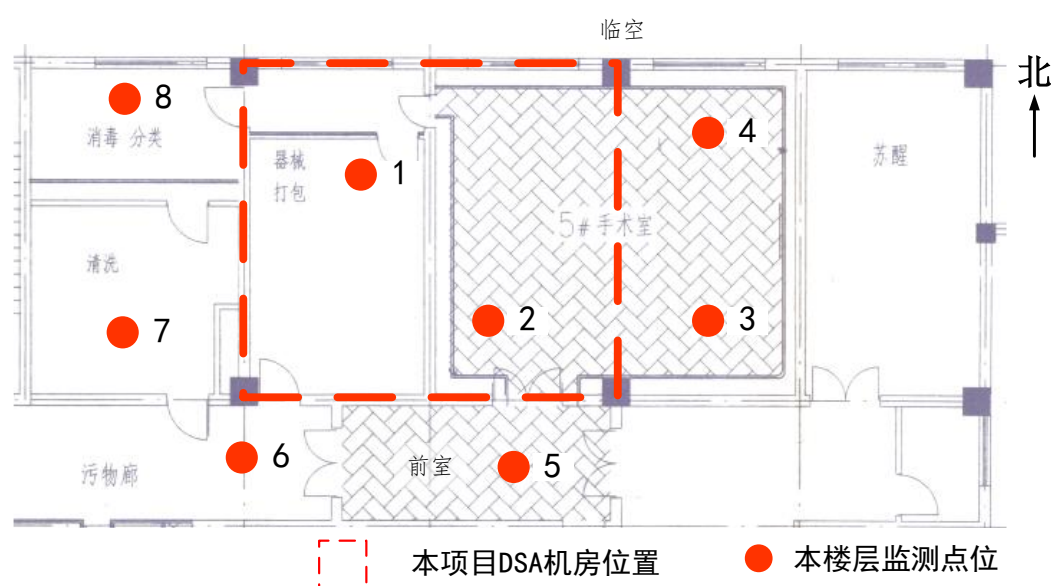 临空
北
8
消毒 分类
4
器械
打包
1
苏醒
5#手术室
清洗
7
2
3
6
污物廊
前室
5
本项目DSA机房位置
本楼层监测点位